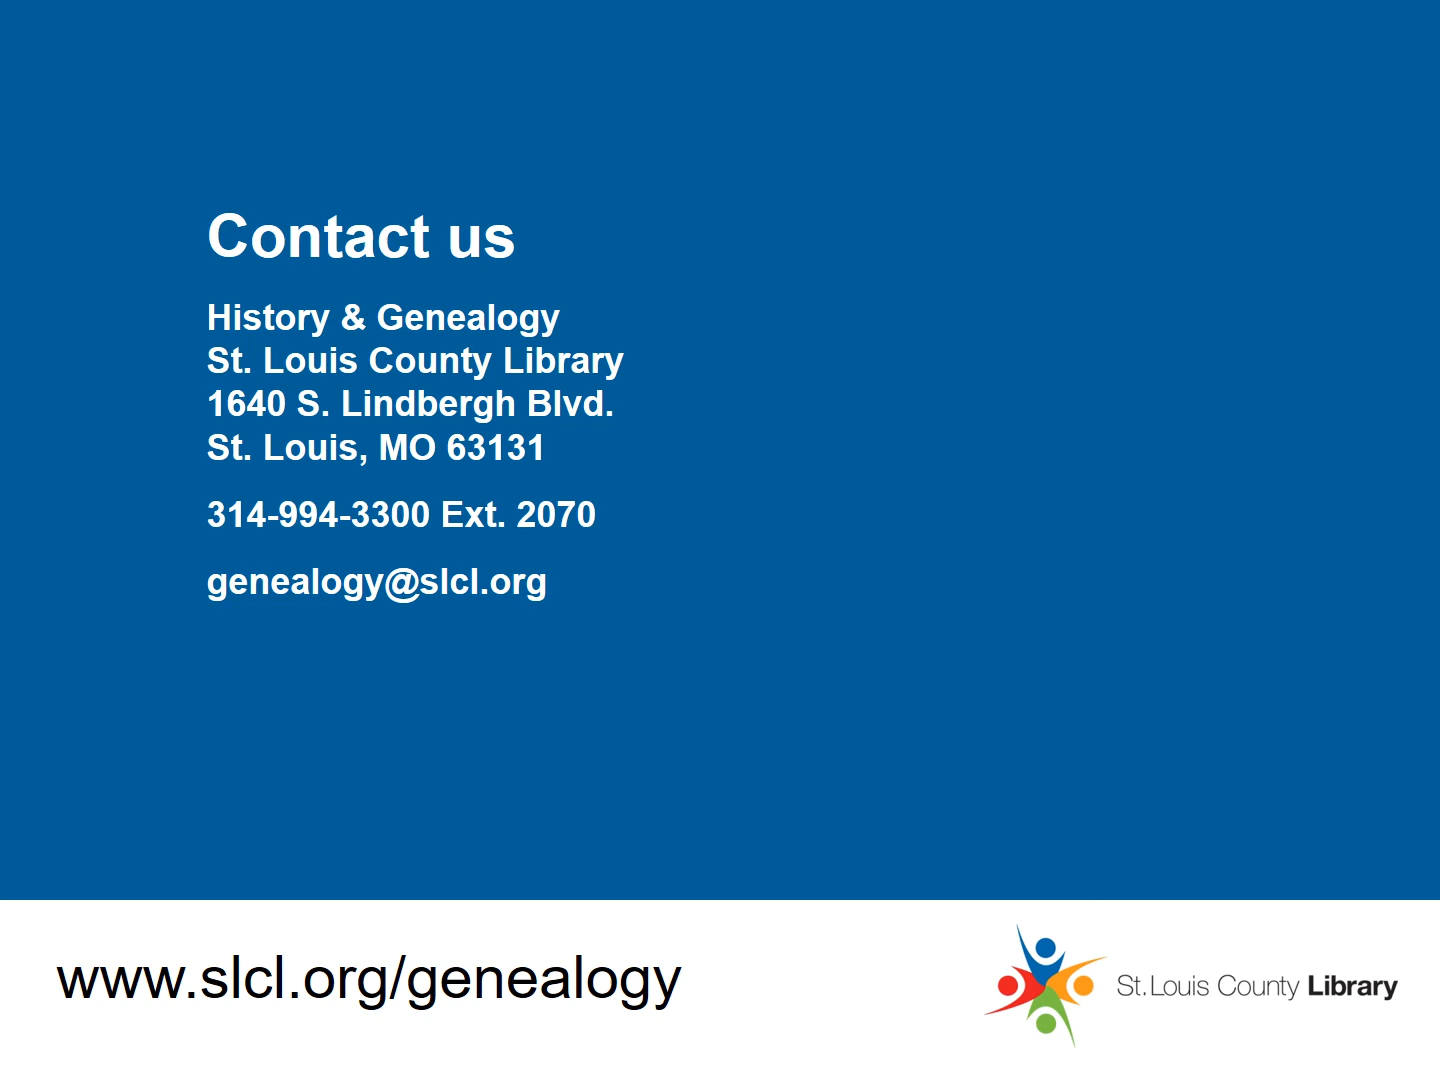 Contact us
History & Genealogy
St. Louis County Library
1640 S. Lindbergh Blvd.
St. Louis, MO 63131
314-994-3300 Ext. 2070
genealogy@slcl.org
www.slcl.org/genealogy
St. Louis County Library